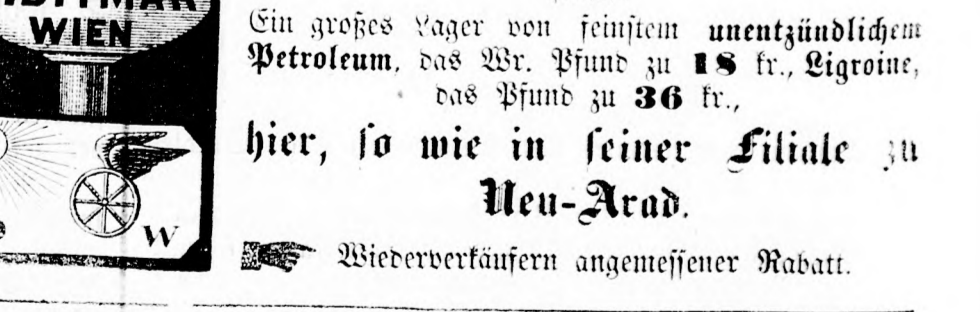 WIEN
W
Ein großes Lager von feinstem unentzündlichem
Petroleum, das Wr. Pfund zu 18 kr., Ligroine,
das Pfund zu 36 kr.,
hier, so wie in seiner Filiale zu
Neu-Arad.
Wiederverkäufern angemessener Rabatt.